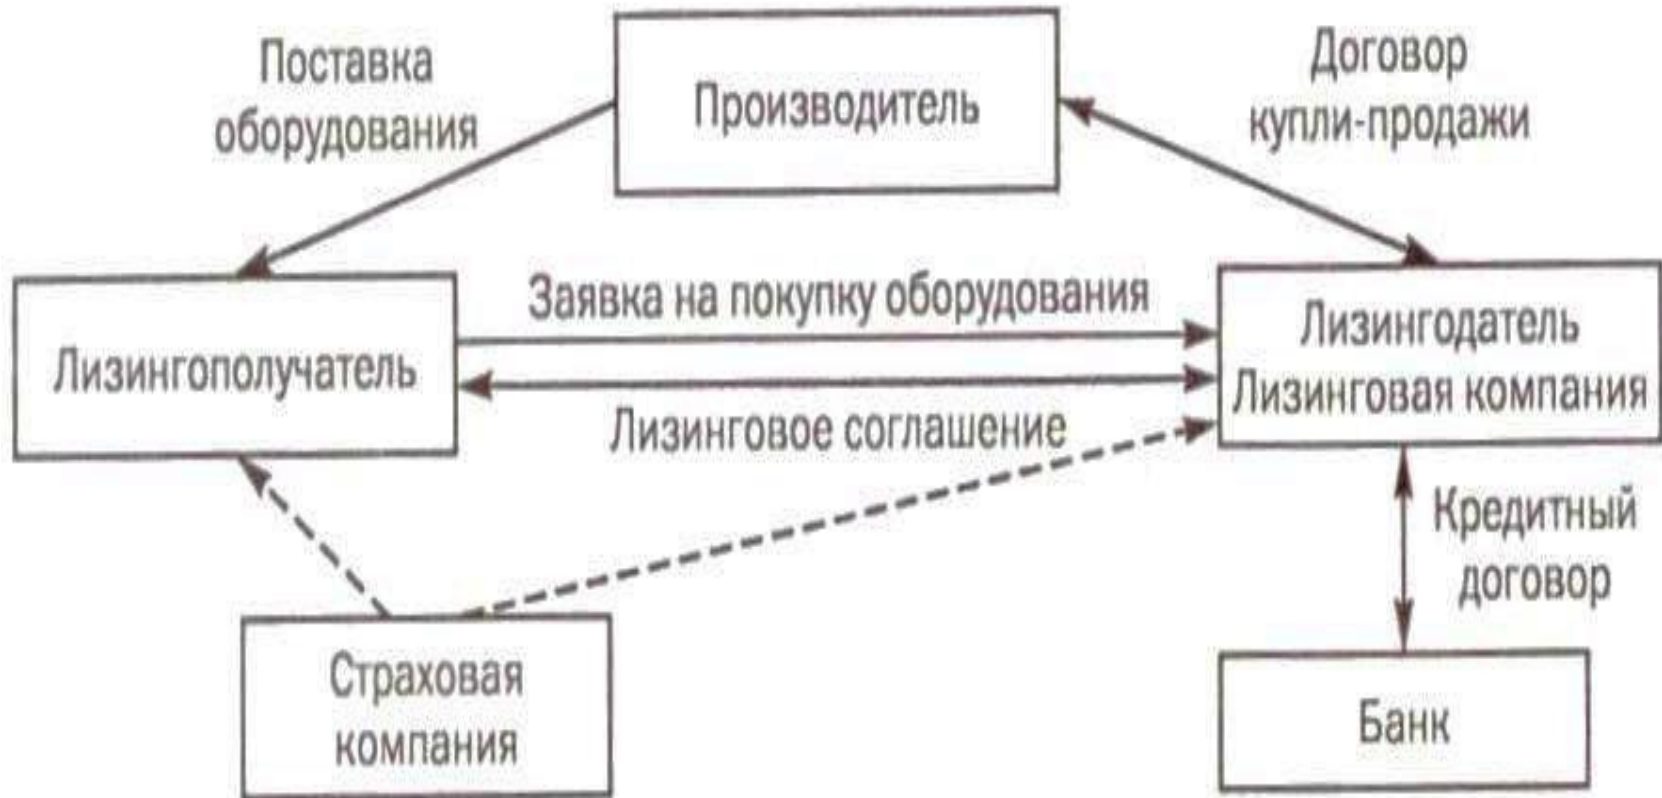 Поставка
оборудования
Производитель
Договор
купли-продажи
Заявка на покупку оборудования
Лизингополучатель
Лизингодатель
Лизинговая компания
Лизинговое соглашение
Кредитный
договор
Страховая
компания
Банк